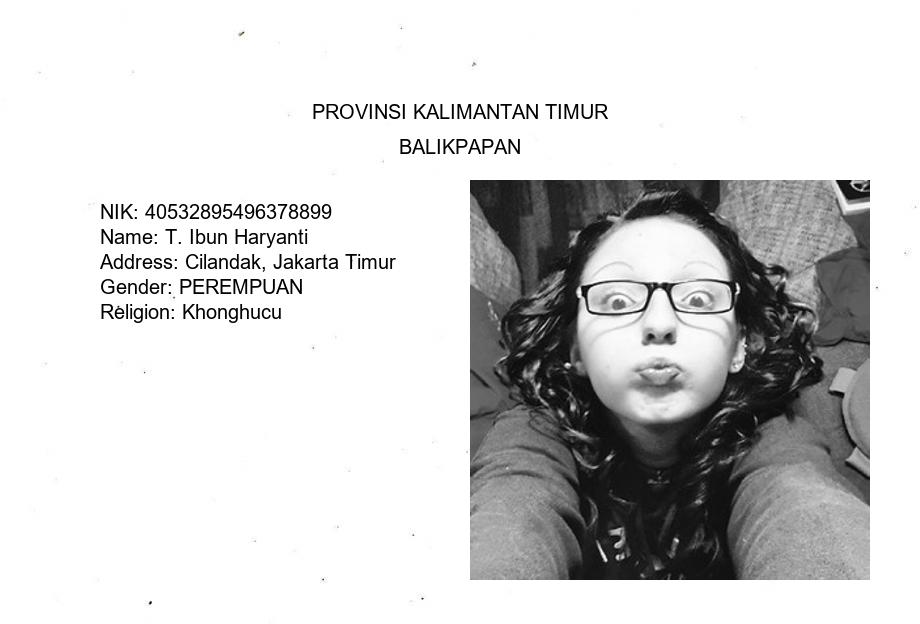 PROVINSI KALIMANTAN TIMUR
BALIKPAPAN
NIK: 40532895496378899
Name: T. Ibun Haryanti
Address: Cilandak, Jakarta Timur
Gender: PEREMPUAN
Religion: Khonghucu